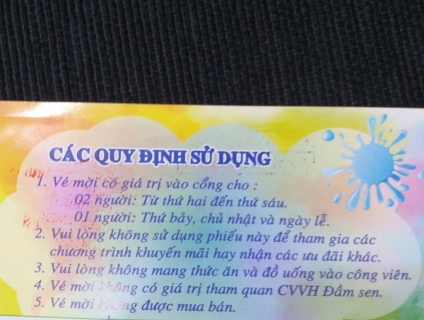 CÁC QUY ĐỊNH SỬ DỤNG
1. Vé mời có giá trị vào cổng cho :
02 người: Từ thứ hai đến thứ sáu.
01 người: Thứ bảy, chủ nhật và ngày lễ.
2. Vui lòng không sử dụng phiếu này để tham gia các
chương trình khuyến mãi hay nhận các ưu đãi khác.
3. Vui lòng không mang thức ăn và đồ uống vào công viên.
4. Vé mời không có giá trị tham quan CVVH Đầm sen.
5. Vé mời không được mua bán.